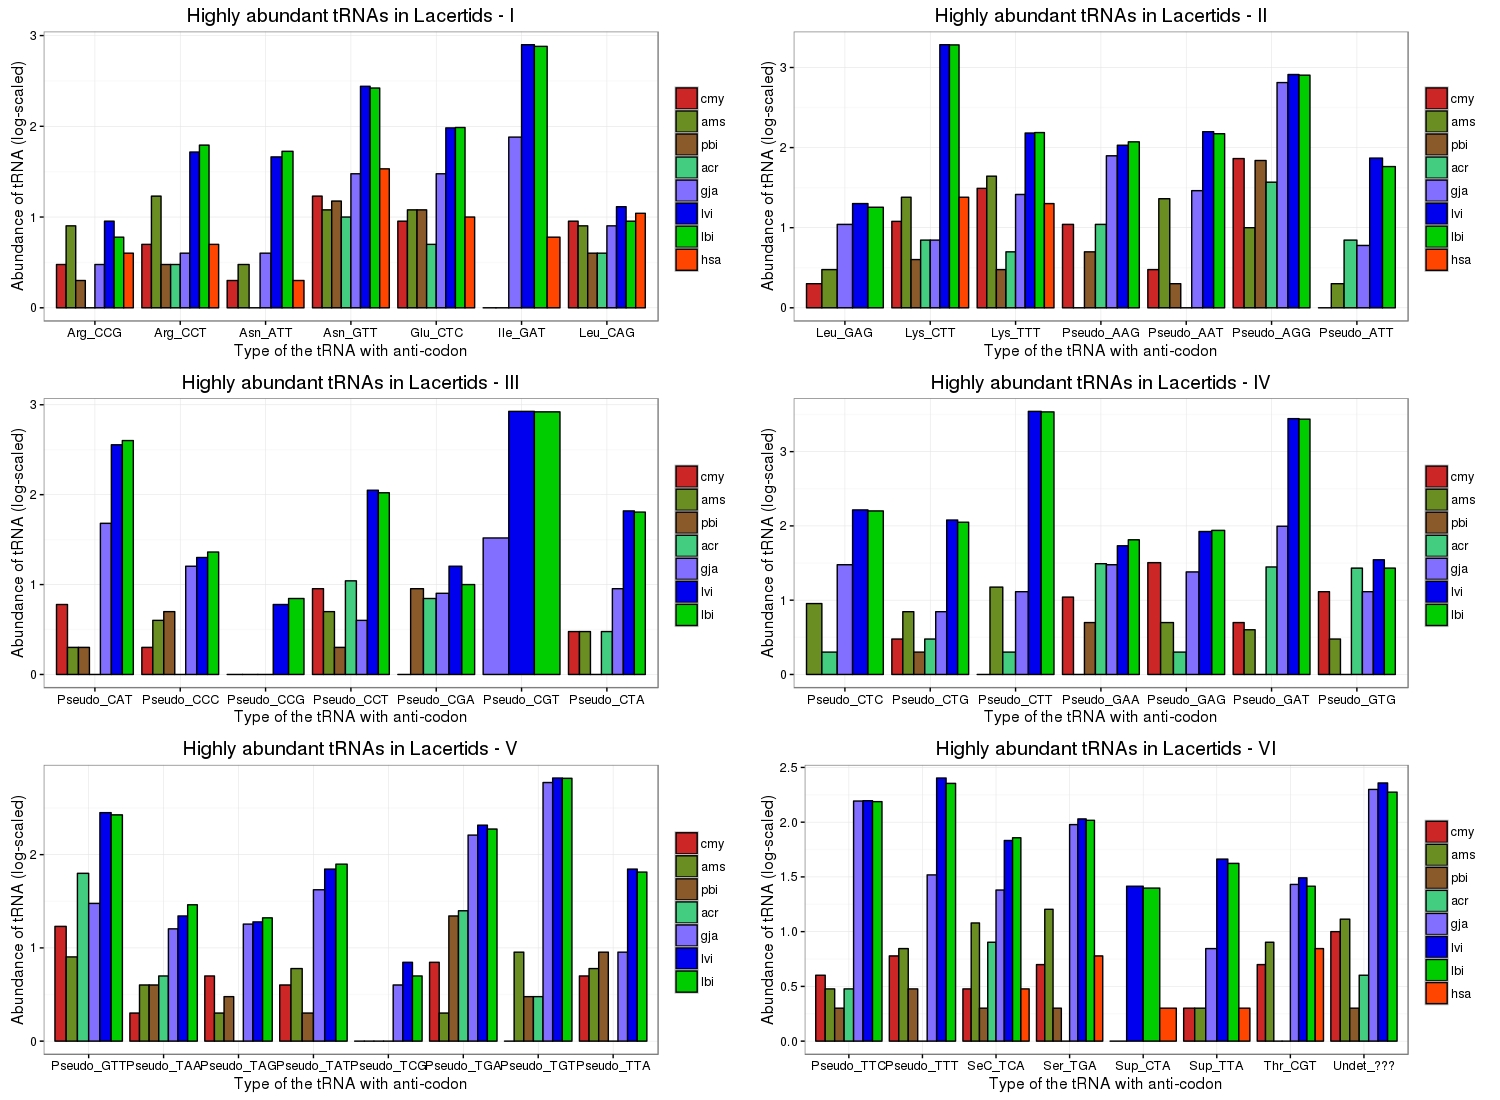 Highly abundant tRNAs in Lacertids - I
Abundance of tRNA (log-scaled)
3
2
1
0
Arg_CCG Arg_CCT Asn_ATT Asn_GTT Glu_CTC Ile_GAT Leu_CAG
Type of the tRNA with anti-codon
cmy
ams
pbi
acr
gja
lvi
lbi
hsa
Highly abundant tRNAs in Lacertids - II
Abundance of tRNA (log-scaled)
3
2
1
0
Leu_GAG Lys_CTT Lys_TTT Pseudo_AAG Pseudo_AAT Pseudo_AGG Pseudo_ATT
Type of the tRNA with anti-codon
cmy
ams
pbi
acr
gja
lvi
lbi
hsa
Highly abundant tRNAs in Lacertids - III
Abundance of tRNA (log-scaled)
3
2
1
0
Pseudo_CAT Pseudo_CCC Pseudo_CCG Pseudo_CCT Pseudo_CGA Pseudo_CGT Pseudo_CTA
Type of the tRNA with anti-codon
cmy
ams
pbi
acr
gja
lvi
lbi
Highly abundant tRNAs in Lacertids - IV
Abundance of tRNA (log-scaled)
3
2
1
0
Pseudo_CTC Pseudo_CTG Pseudo_CTT Pseudo_GAA Pseudo_GAG Pseudo_GAT Pseudo_GTG
Type of the tRNA with anti-codon
cmy
ams
pbi
acr
gja
lvi
lbi
Highly abundant tRNAs in Lacertids - V
Abundance of tRNA (log-scaled)
2
1
0
Pseudo_GTT Pseudo_TAA Pseudo_TAG Pseudo_TAT Pseudo_TCG Pseudo_TGA Pseudo_TGT Pseudo_TTA
Type of the tRNA with anti-codon
cmy
ams
pbi
acr
gja
lvi
lbi
Highly abundant tRNAs in Lacertids - VI
Abundance of tRNA (log-scaled)
2.5
2.0
1.5
1.0
0.5
0.0
Pseudo_TTC Pseudo_TTT SeC_TCA Ser_TGA Sup_CTA Sup_TTA Thr_CGT Undet_???
Type of the tRNA with anti-codon
cmy
ams
pbi
acr
gja
lvi
lbi
hsa